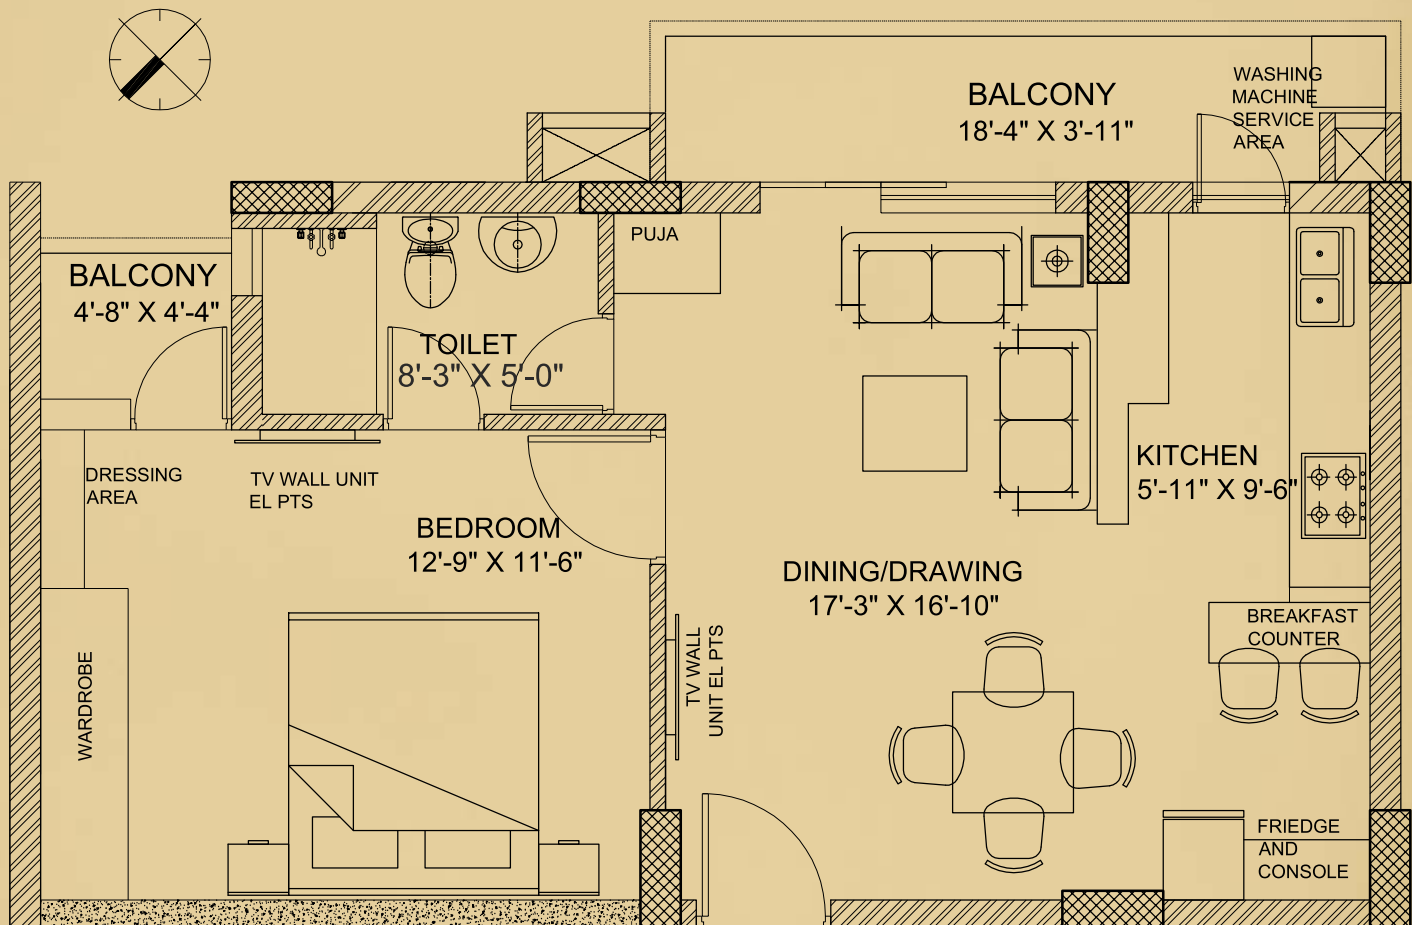 BALCONY
18'-4" X 3'-11"
WASHING
MACHINE
SERVICE
AREA
PUJA
BALCONY
4'-8" X 4'-4"
TOILET
8'-3" X 5'-0"
DRESSING
AREA
TV WALL UNIT
EL PTS
KITCHEN
5'-11" X 9'-6"
BEDROOM
12'-9" X 11'-6"
DINING/DRAWING
17'-3" X 16'-10"
BREAKFAST
COUNTER
WARDROBE
TV WALL
UNIT EL PTS
FRIEDGE
AND
CONSOLE